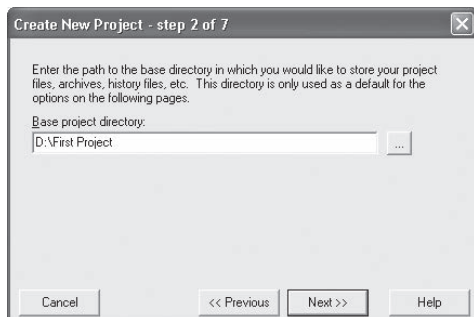 Create New Project - step 2 of 7
Enter the path to the base directory in which you would like to store your project
files, archives, history files, etc. This directory is only used as a default for the
options on the following pages.
Base project directory:
D:\First Project
...
Cancel
<< Previous
Next >>
Help